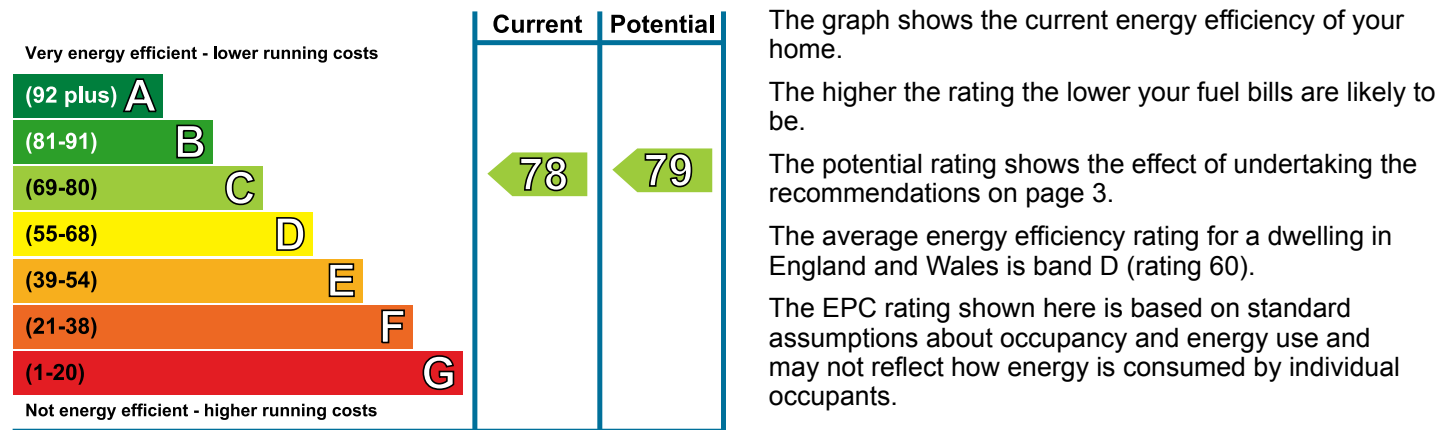 Current Potential
Very energy efficient - lower running costs
(92 plus) A
(81-91) B
(69-80) C
(55-68) D
(39-54) E
(21-38) F
(1-20) G
Not energy efficient - higher running costs
78
79
The graph shows the current energy efficiency of your
home.
The higher the rating the lower your fuel bills are likely to
be.
The potential rating shows the effect of undertaking the
recommendations on page 3.
The average energy efficiency rating for a dwelling in
England and Wales is band D (rating 60).
The EPC rating shown here is based on standard
assumptions about occupancy and energy use and
may not reflect how energy is consumed by individual
occupants.